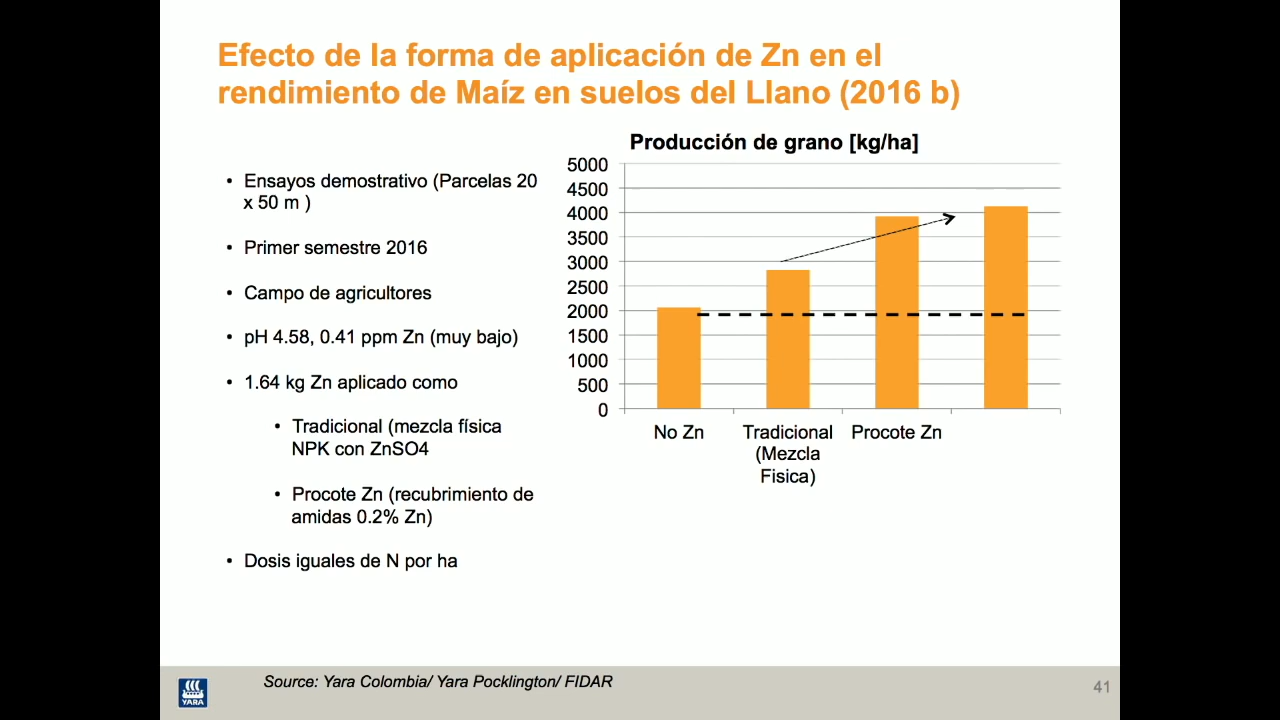 Efecto de la forma de aplicación de Zn en el
rendimiento de Maíz en suelos del Llano (2016 b)
• Ensayos demostrativo (Parcelas 20
x 50 m )
• Primer semestre 2016
• Campo de agricultores
• pH 4.58, 0.41 ppm Zn (muy bajo)
• 1.64 kg Zn aplicado como
• Tradicional (mezcla física
NPK con ZnSO4
• Procote Zn (recubrimiento de
amidas 0.2% Zn)
• Dosis iguales de N por ha
Producción de grano [kg/ha]
5000
4500
4000
3500
3000
2500
2000
1500
1000
500
0
No Zn
Tradicional
(Mezcla
Fisica)
Procote Zn
YARA
Source: Yara Colombia/ Yara Pocklington/ FIDAR
41